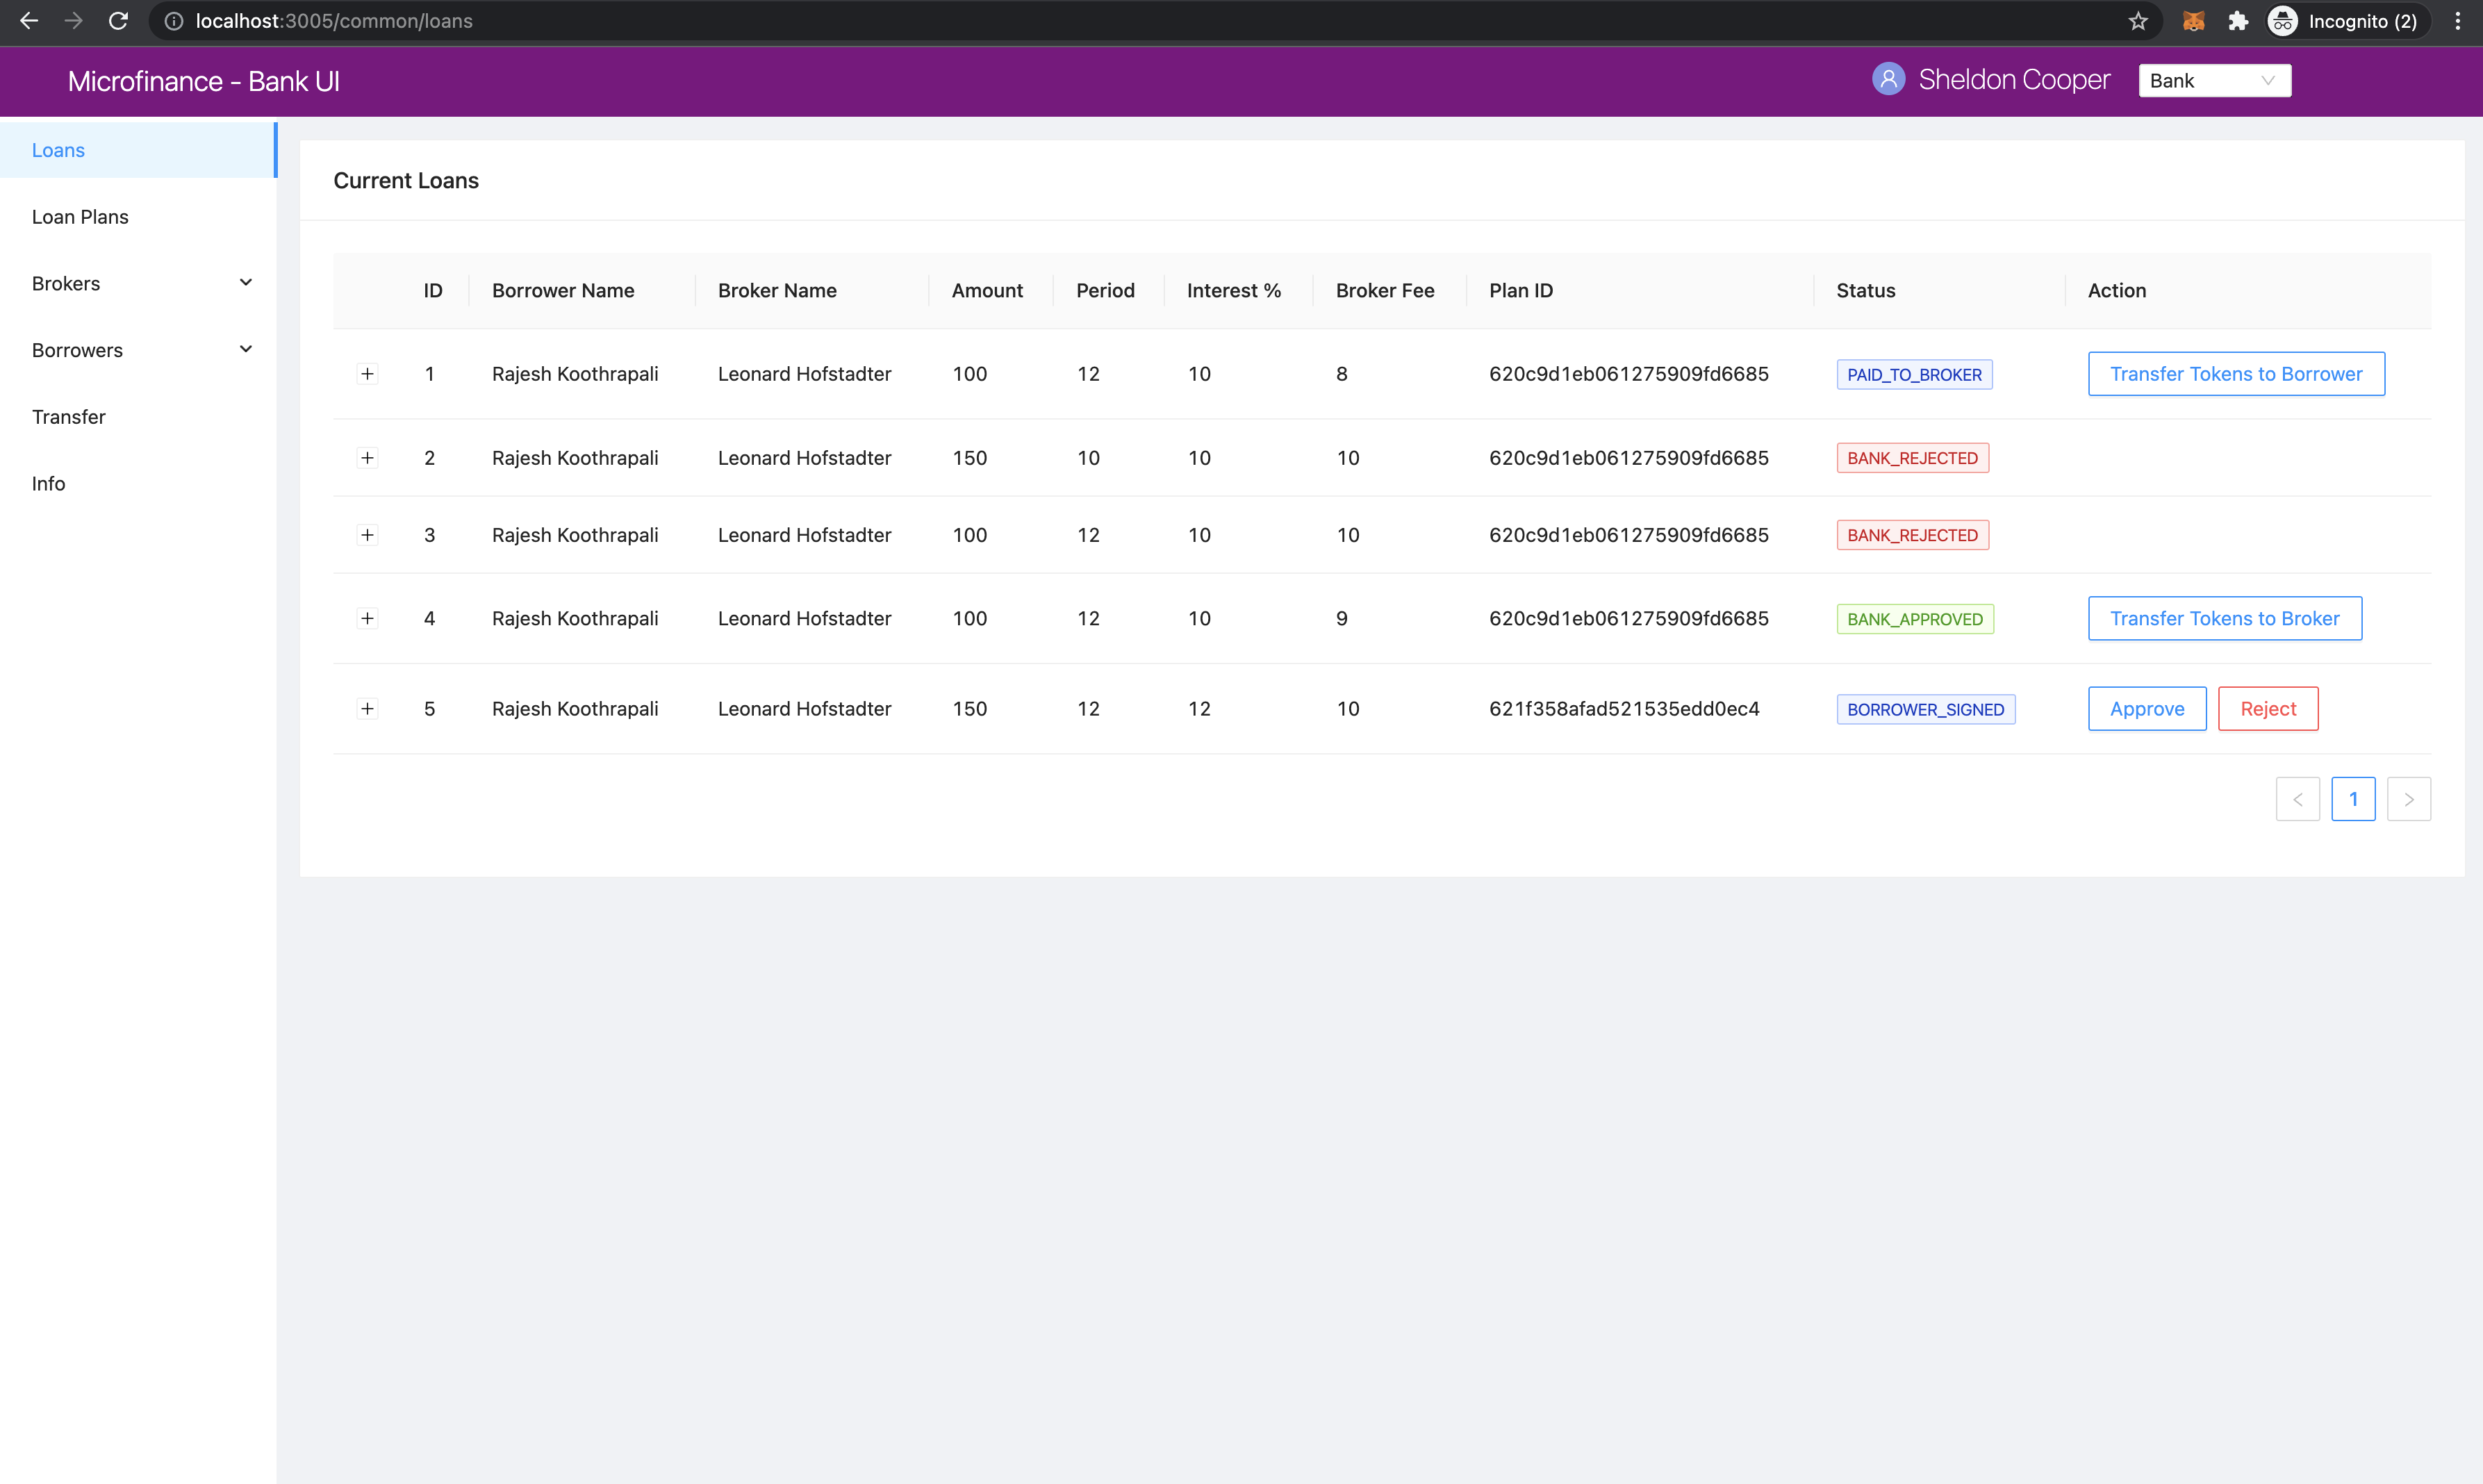 localhost:3005/common/loans
Incognito (2)
Microfinance - Bank UI
Sheldon Cooper
Bank
Loans
Loan Plans
Brokers
Borrowers
Transfer
Info
Current Loans
ID Borrower Name Broker Name Amount Period Interest % Broker Fee Plan ID Status Action
1 Rajesh Koothrapali Leonard Hofstadter 100 12 10 8 620c9d1eb061275909fd6685 PAID_TO_BROKER Transfer Tokens to Borrower
2 Rajesh Koothrapali Leonard Hofstadter 150 10 10 10 620c9d1eb061275909fd6685 BANK_REJECTED
3 Rajesh Koothrapali Leonard Hofstadter 100 12 10 10 620c9d1eb061275909fd6685 BANK_REJECTED
4 Rajesh Koothrapali Leonard Hofstadter 100 12 10 9 620c9d1eb061275909fd6685 BANK_APPROVED Transfer Tokens to Broker
5 Rajesh Koothrapali Leonard Hofstadter 150 12 12 10 621f358afad521535edd0ec4 BORROWER_SIGNED Approve Reject
1